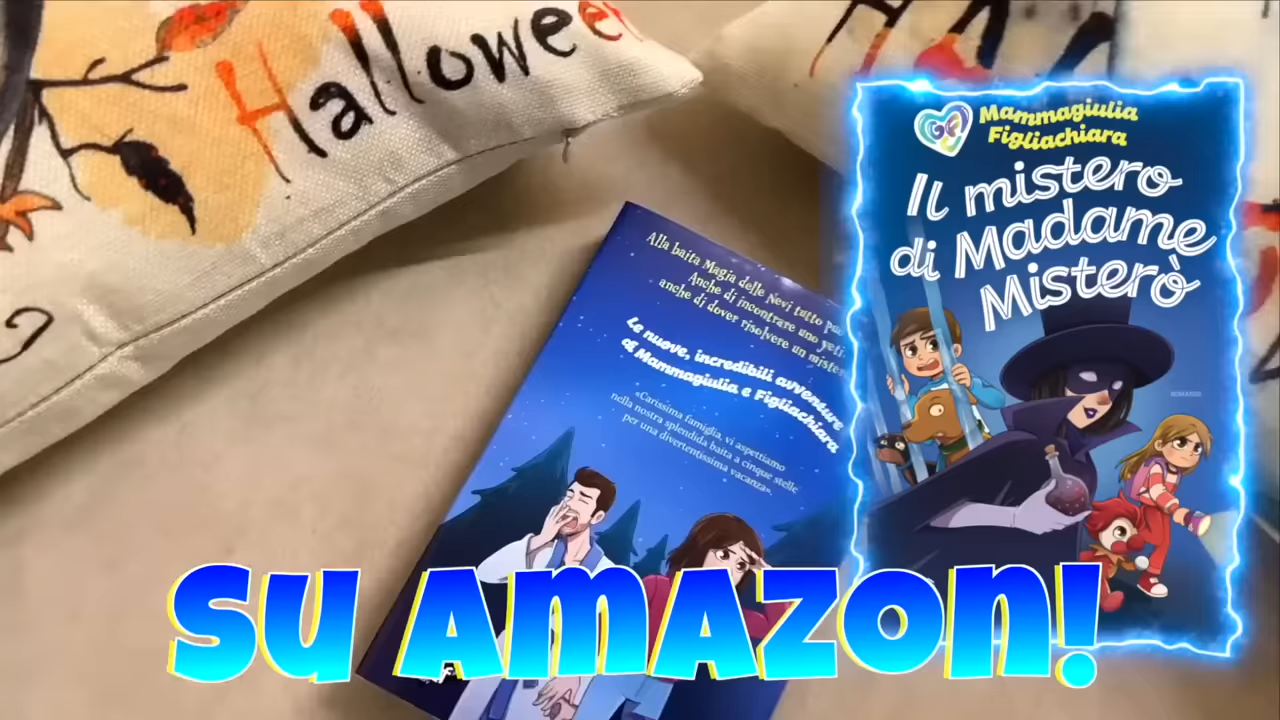 Halloween
GF
Mammagiulia
Figliachiara
Il mistero
di Madame
Misterò
Alla baita Magia delle Nevi tutto
Anche di incontrare uno yeti.
anche di dover risolvere un
Le nuove, incredibili avventure
di Mammagiulia e Figliachiara
«Carissima famiglia, vi aspettiamo
nella nostra splendida baita a cinque stelle
per una divertentissima vacanza».
SU AMAZON!